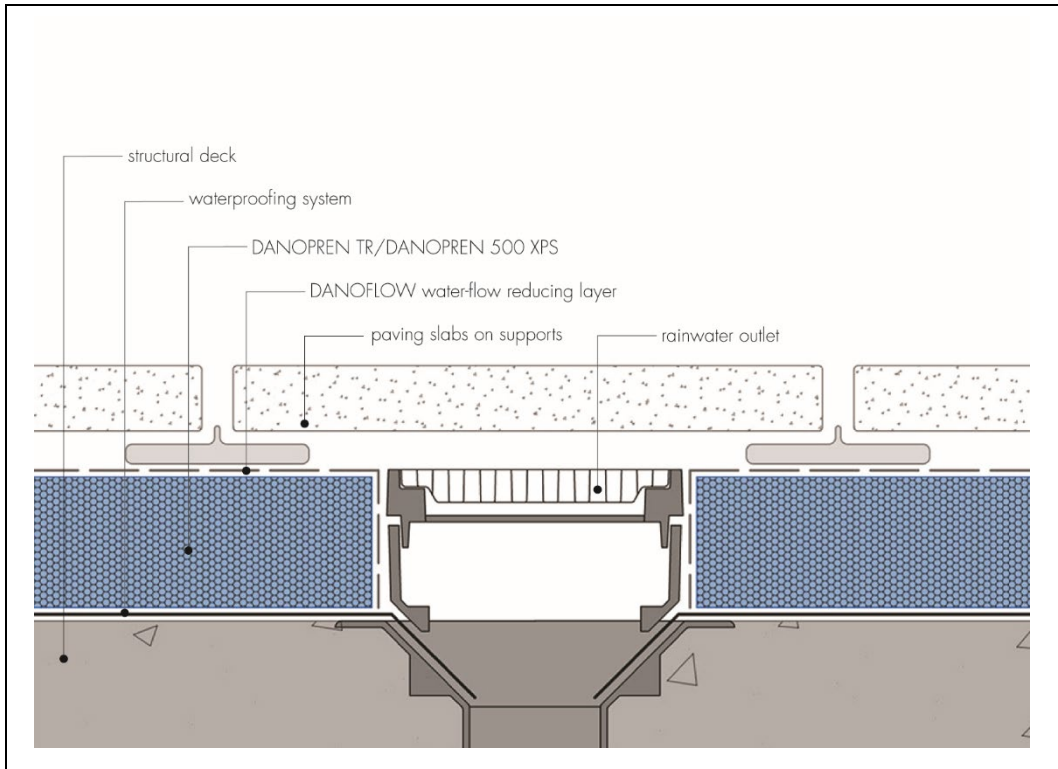 structural deck
waterproofing system
DANOPREN TR/DANOPREN 500 XPS
DANOFLOW water-flow reducing layer
paving slabs on supports
rainwater outlet